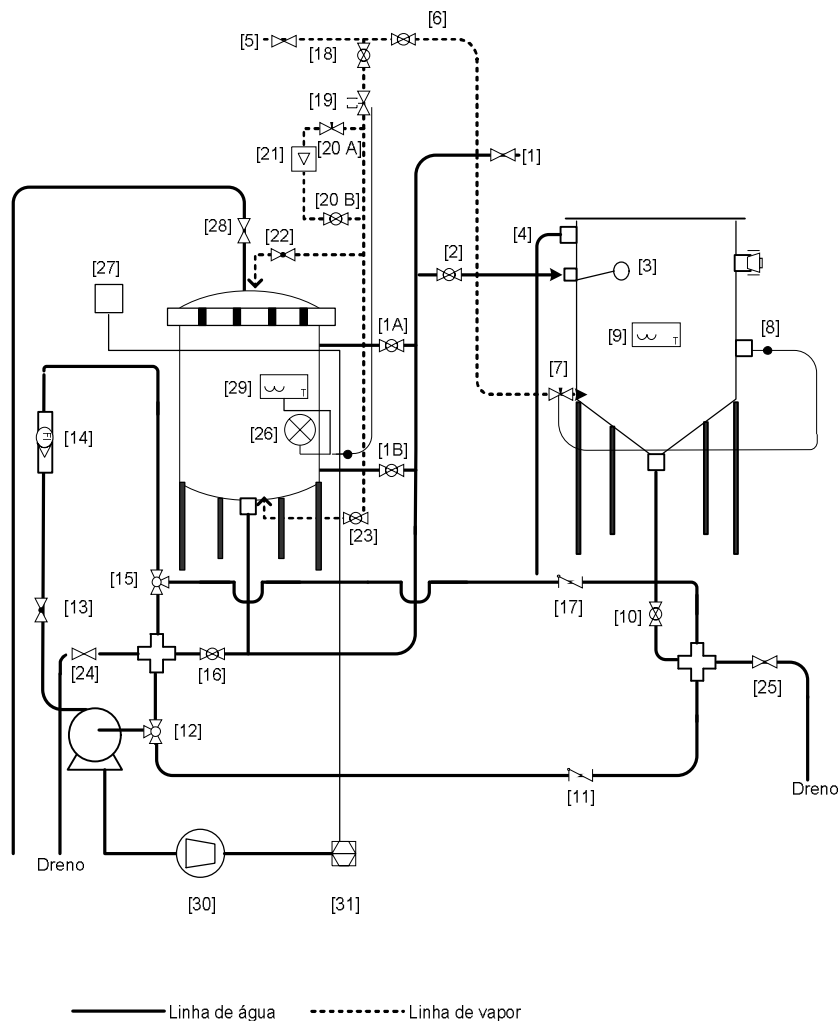 [6]
[5]
[18]
[19]
[20 A]
[21]
[1]
[20 B]
[28]
[22]
[4]
[2]
[3]
[27]
[1A]
[9]
T
[8]
[7]
[29]
T
[14]
FI
[26]
[1B]
[23]
[15]
[17]
[13]
[10]
[24]
[16]
[25]
[12]
[11]
Dreno
Dreno
[30]
[31]
Linha de água
Linha de vapor